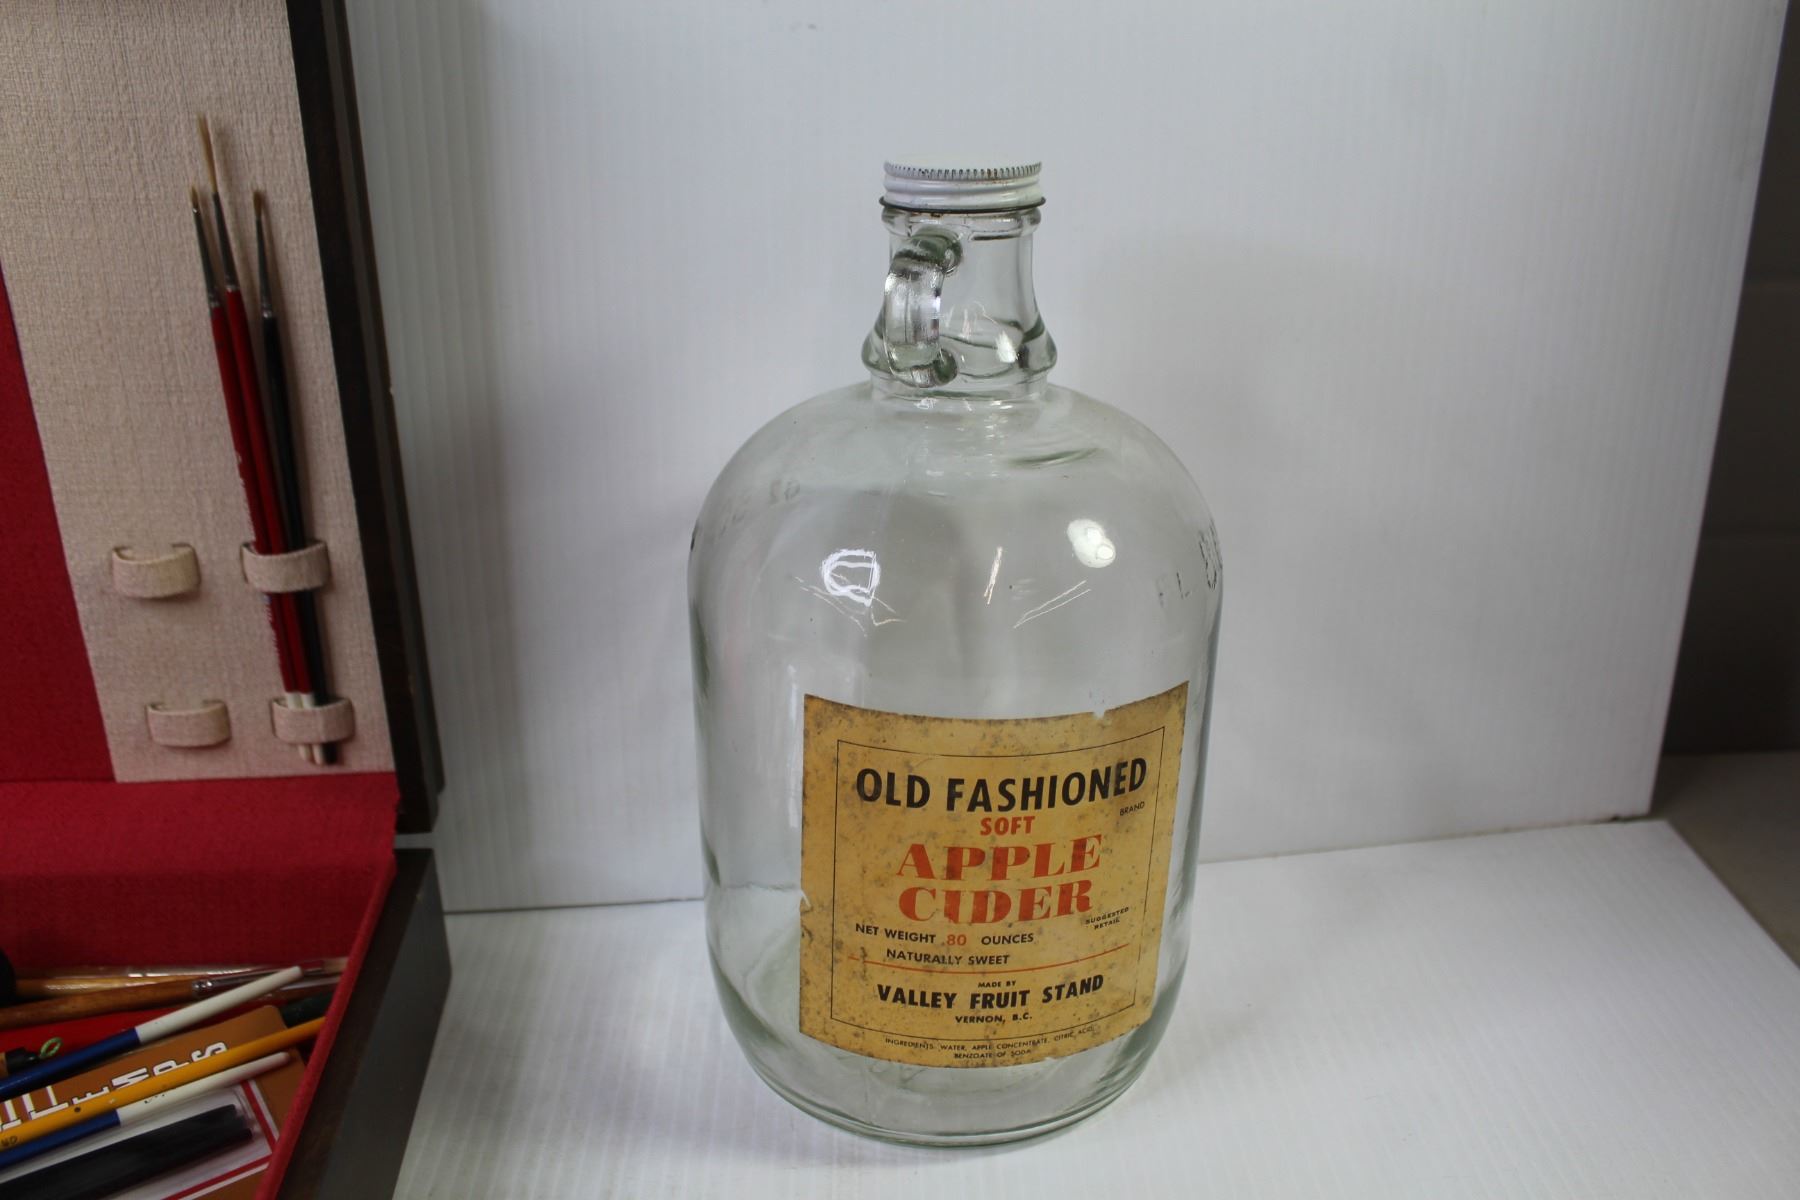 OLD FASHIONED
BRAND
SOFT
APPLE
CIDER
SUGGESTED
RETAIL
NET WEIGHT 80 OUNCES
NATURALLY SWEET
MADE BY
VALLEY FRUIT STAND
VERNON, B.C.
INGREDIENTS: WATER, APPLE CONCENTRATE, CITRIC ACID,
BENZOATE OF SODA
FL